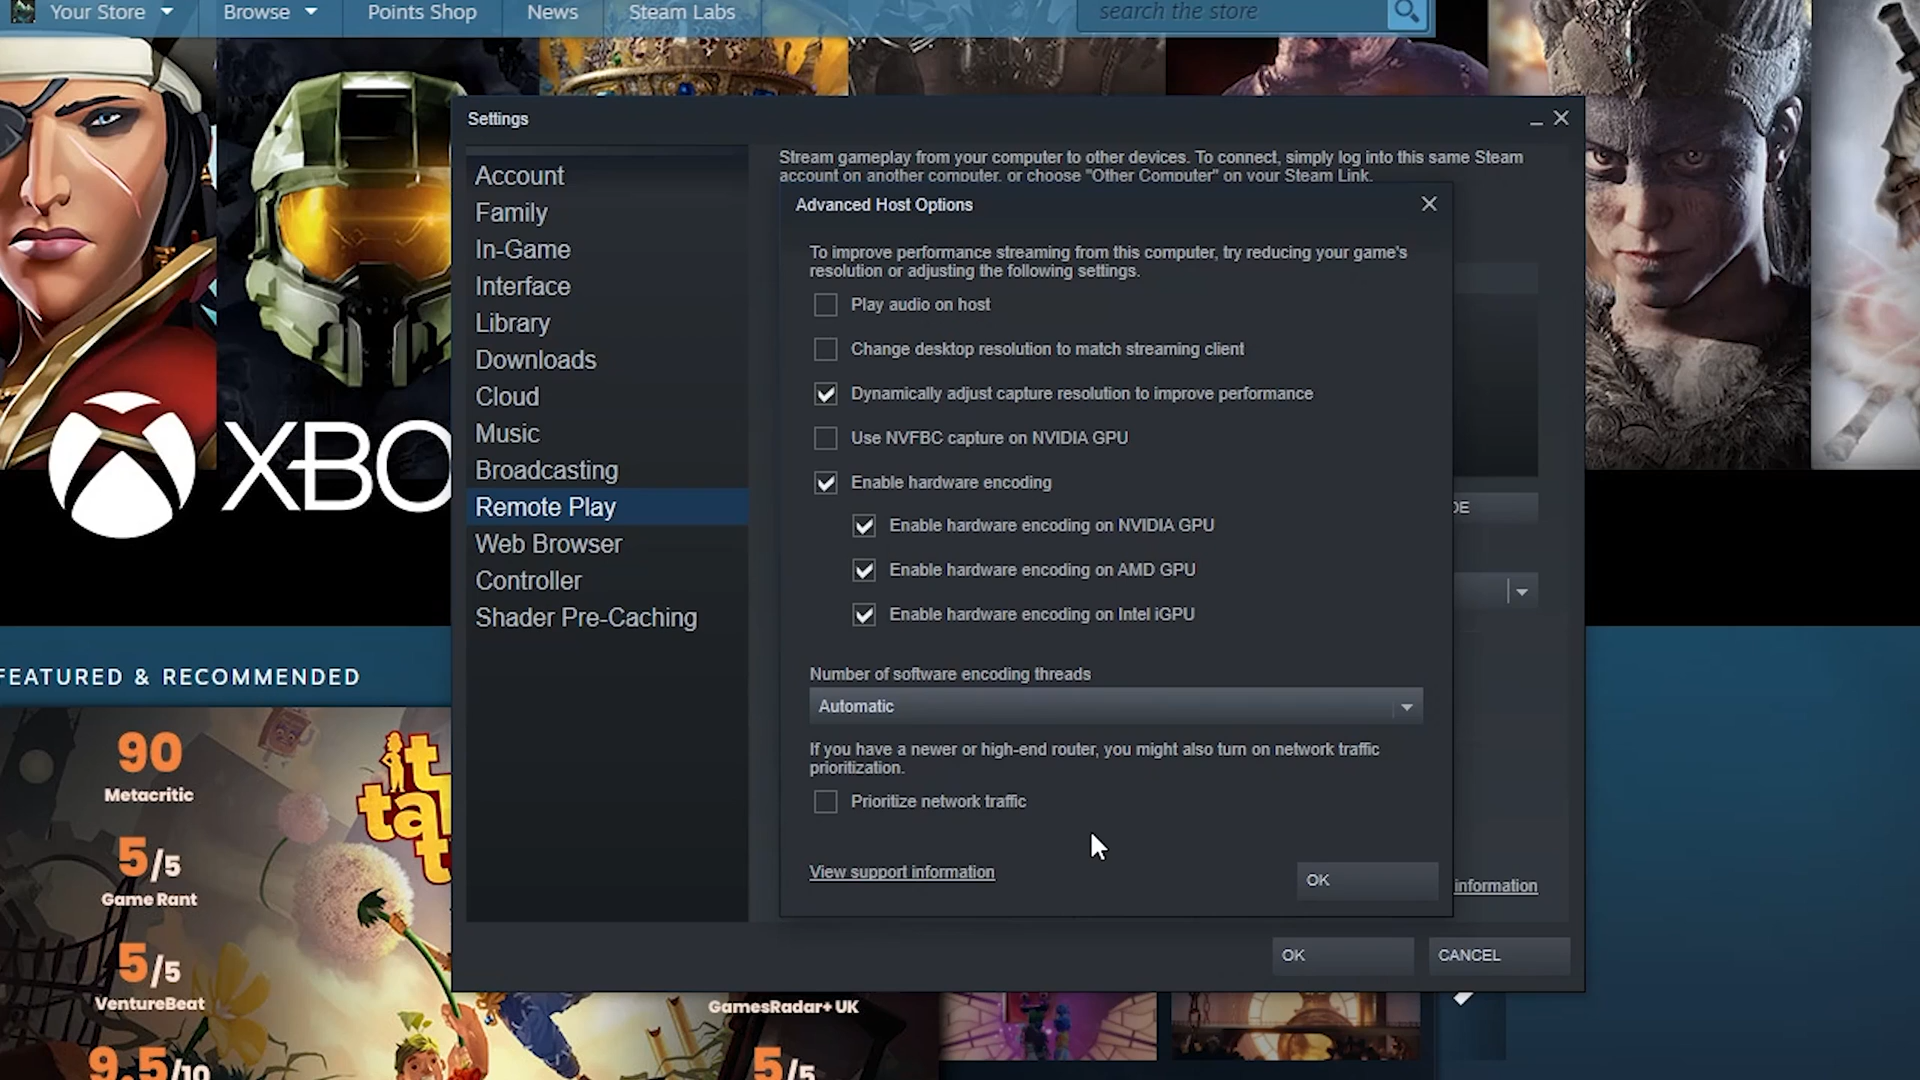 Your Store
Browse
Points Shop
News
Steam Labs
search the store
Settings
Account
Family
In-Game
Interface
Library
Downloads
Cloud
Music
Broadcasting
Remote Play
Web Browser
Controller
Shader Pre-Caching
Stream gameplay from your computer to other devices. To connect, simply log into this same Steam
account on another computer, or choose "Other Computer" on your Steam Link.
Advanced Host Options
To improve performance streaming from this computer, try reducing your game's
resolution or adjusting the following settings.
Play audio on host
Change desktop resolution to match streaming client
Dynamically adjust capture resolution to improve performance
Use NVFBC capture on NVIDIA GPU
Enable hardware encoding
Enable hardware encoding on NVIDIA GPU
Enable hardware encoding on AMD GPU
Enable hardware encoding on Intel iGPU
Number of software encoding threads
Automatic
If you have a newer or high-end router, you might also turn on network traffic
prioritization.
Prioritize network traffic
View support information
OK
information
OK
CANCEL
XBO
FEATURED & RECOMMENDED
90
Metacritic
5/5
Game Rant
5/5
VentureBeat
9.5/10
it
ta
t
GamesRadar+ UK
5/5